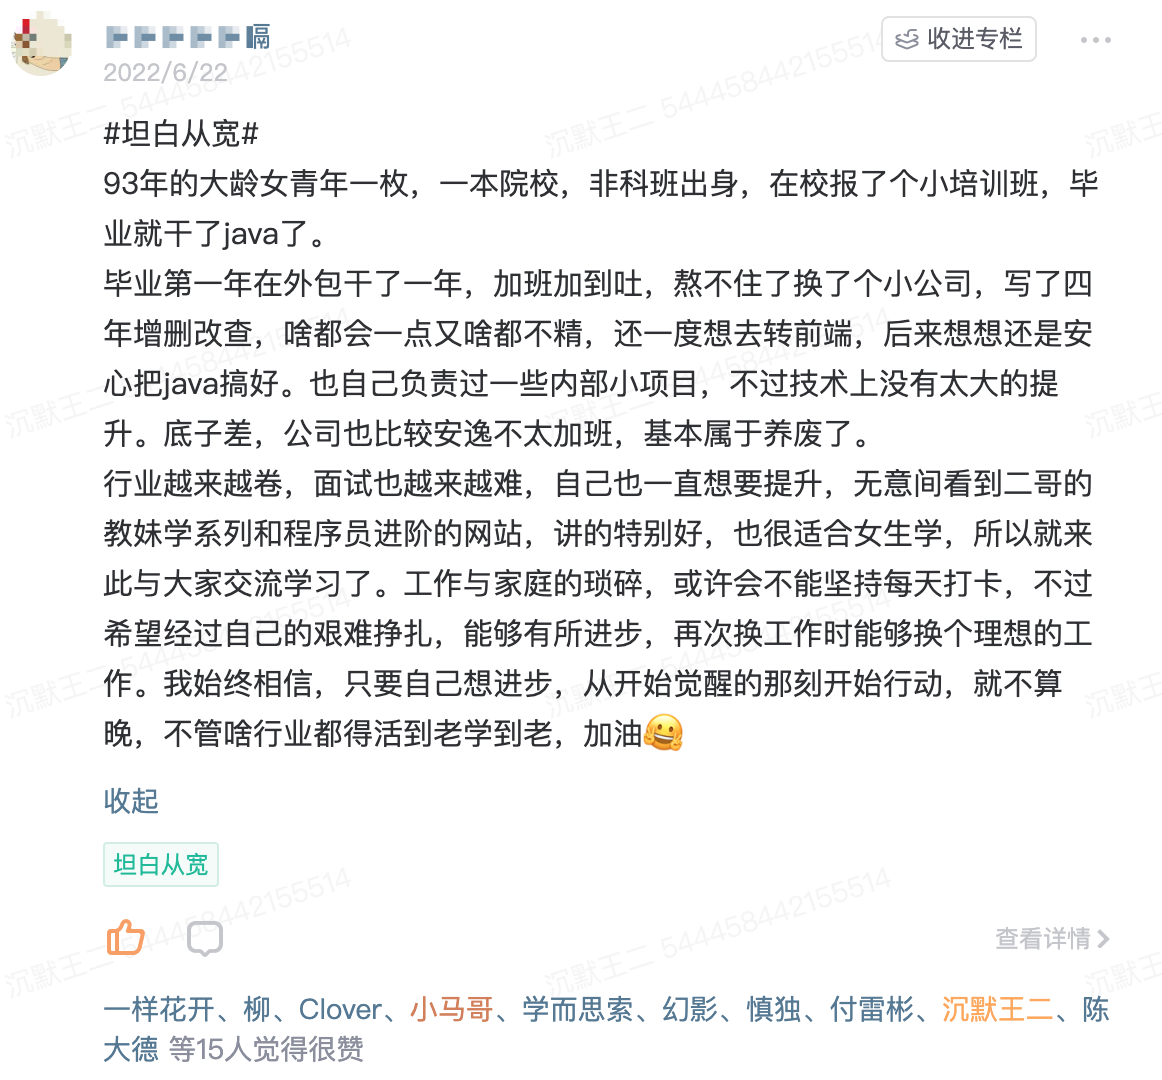 嗝
收进专栏
2022/6/22
#坦白从宽#
93年的大龄女青年一枚，一本院校，非科班出身，在校报了个小培训班，毕
业就干了java了。
毕业第一年在外包干了一年，加班加到吐，熬不住了换了个小公司，写了四
年增删改查，啥都会一点又啥都不精，还一度想去转前端，后来想想还是安
心把java搞好。也自己负责过一些内部小项目，不过技术上没有太大的提
升。底子差，公司也比较安逸不太加班，基本属于养废了。
行业越来越卷，面试也越来越难，自己也一直想要提升，无意间看到二哥的
教妹学系列和程序员进阶的网站，讲的特别好，也很适合女生学，所以就来
此与大家交流学习了。工作与家庭的琐碎，或许会不能坚持每天打卡，不过
希望经过自己的艰难挣扎，能够有所进步，再次换工作时能够换个理想的工
作。我始终相信，只要自己想进步，从开始觉醒的那刻开始行动，就不算
晚，不管啥行业都得活到老学到老，加油🤗
收起
坦白从宽
查看详情
一样花开、柳、Clover、小马哥、学而思索、幻影、慎独、付雷彬、沉默王二、陈
大德 等15人觉得很赞
沉默王二 544458442155514